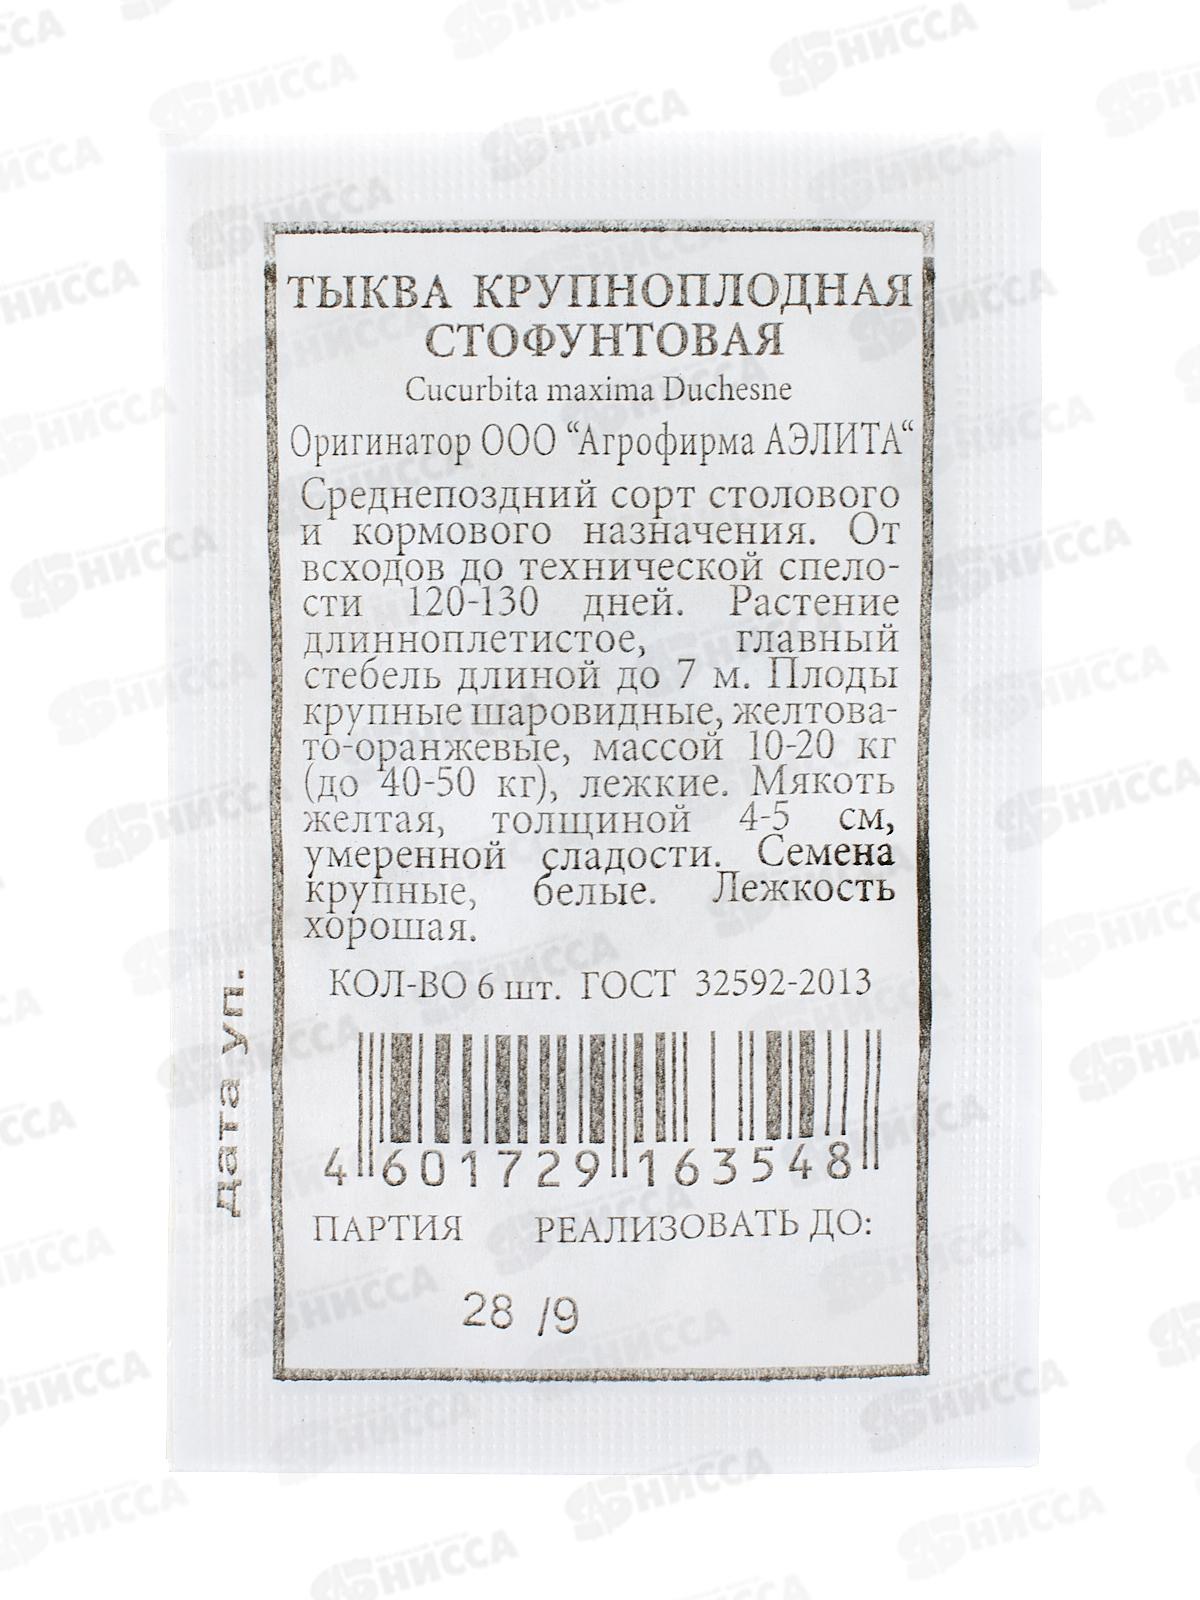 ТЫКВА КРУПНОПЛОДНАЯ
СТОФУНТОВАЯ
Cucurbita maxima Duchesne
Оригинатор ООО “Агрофирма АЭЛИТА“
Среднепоздний сорт столового
и кормового назначения. От
всходов до технической спело-
сти 120-130 дней. Растение
длинноплетистое, главный
стебель длиной до 7 м. Плоды
крупные шаровидные, желтова-
то-оранжевые, массой 10-20 кг
(до 40-50 кг), лежкие. Мякоть
желтая, толщиной 4-5 см,
умеренной сладости. Семена
крупные, белые. Лежкость
хорошая.
КОЛ-ВО 6 шт. ГОСТ 32592-2013
4 601729 163548
ПАРТИЯ РЕАЛИЗОВАТЬ ДО:
28 /9
Дата уп.
НИССА